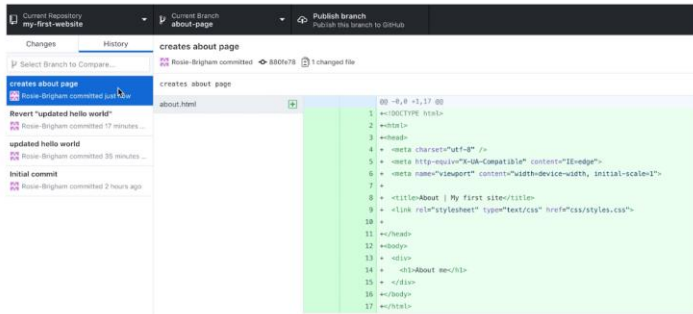 Current Repository
my-first-website
Current Branch
about-page
Publish branch
Publish this branch to GitHub
Changes
History
Select Branch to Compare...
creates about page
Rosie-Brigham committed just now
Revert "updated hello world"
Rosie-Brigham committed 17 minutes ...
updated hello world
Rosie-Brigham committed 35 minutes ...
Initial commit
Rosie-Brigham committed 2 hours ago
creates about page
Rosie-Brigham committed 880fe78 1 changed file
creates about page
about.html
@@ -0,0 +1,17 @@
1 +<!DOCTYPE html>
2 +<html>
3 +<head>
4 + <meta charset="utf-8" />
5 + <meta http-equiv="X-UA-Compatible" content="IE=edge">
6 + <meta name="viewport" content="width=device-width, initial-scale=1">
7 +
8 + <title>About | My first site</title>
9 + <link rel="stylesheet" type="text/css" href="css/styles.css">
10 +
11 +</head>
12 +<body>
13 + <div>
14 + <h1>About me</h1>
15 + </div>
16 +</body>
17 +</html>